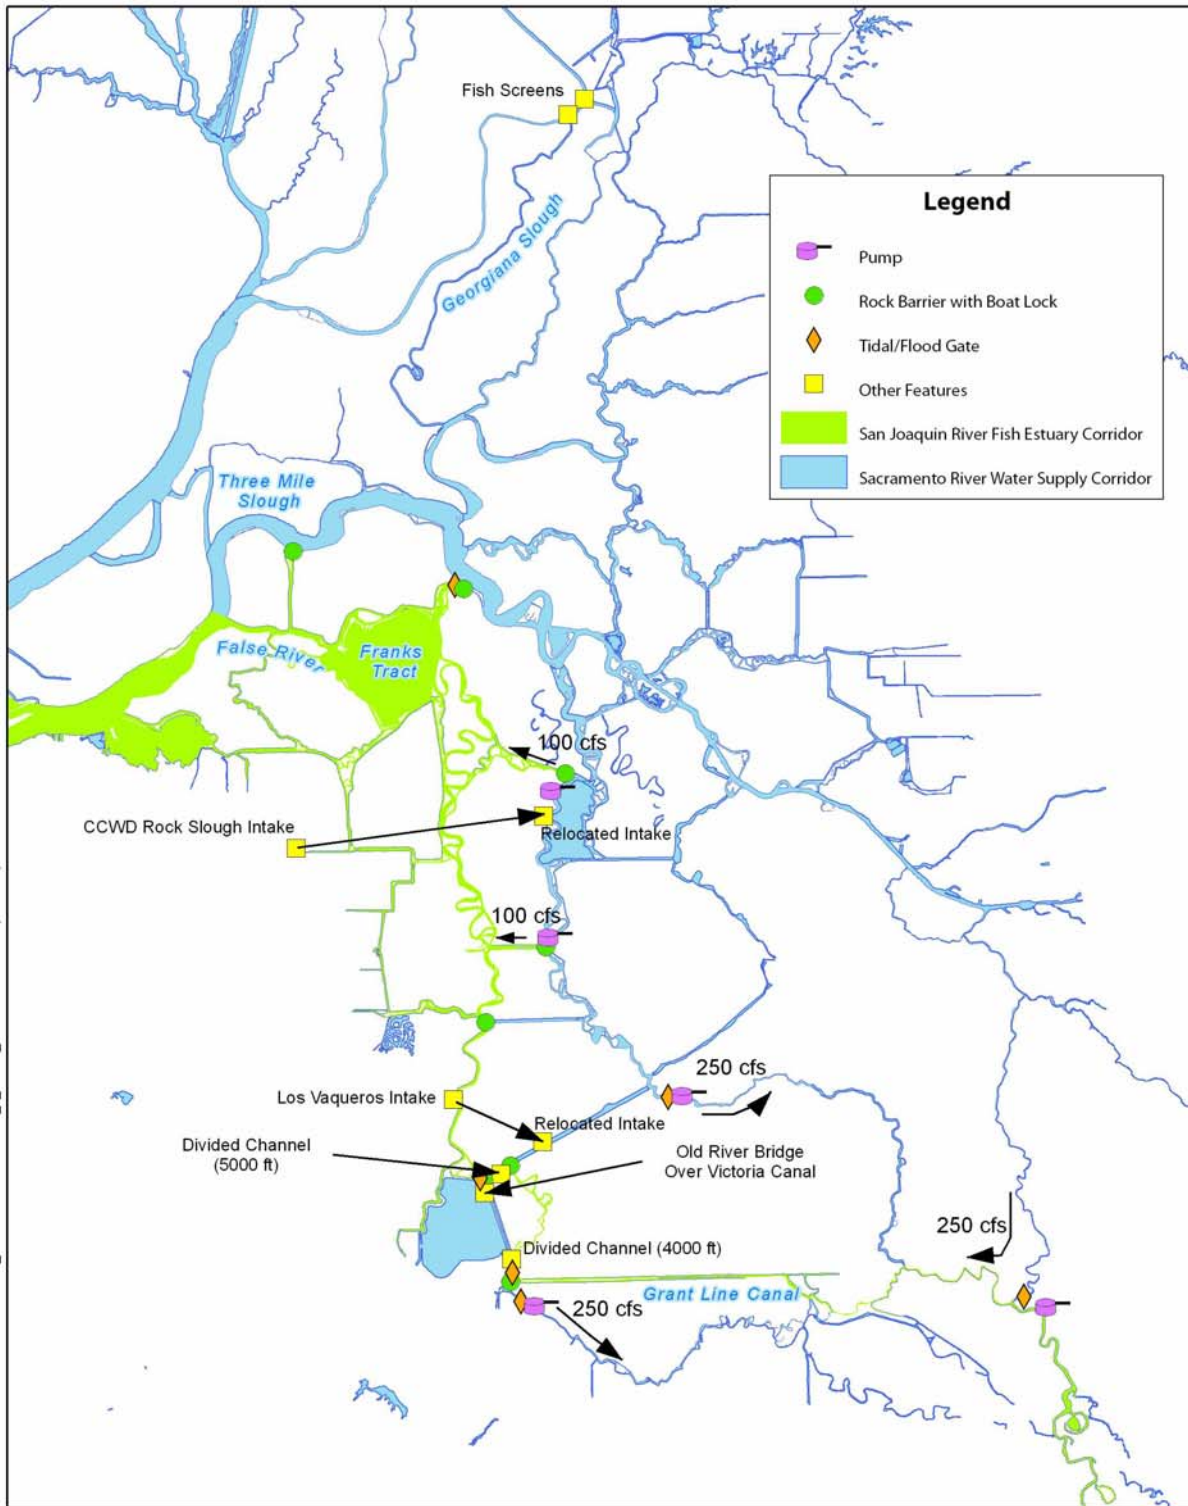 Fish Screens
Georgiana Slough
Legend
Pump
Rock Barrier with Boat Lock
Tidal/Flood Gate
Other Features
San Joaquin River Fish Estuary Corridor
Sacramento River Water Supply Corridor
Three Mile
Slough
False River
Franks
Tract
100 cfs
CCWD Rock Slough Intake
Relocated Intake
100 cfs
250 cfs
Los Vaqueros Intake
Relocated Intake
Divided Channel
(5000 ft)
Old River Bridge
Over Victoria Canal
250 cfs
Divided Channel (4000 ft)
Grant Line Canal
250 cfs